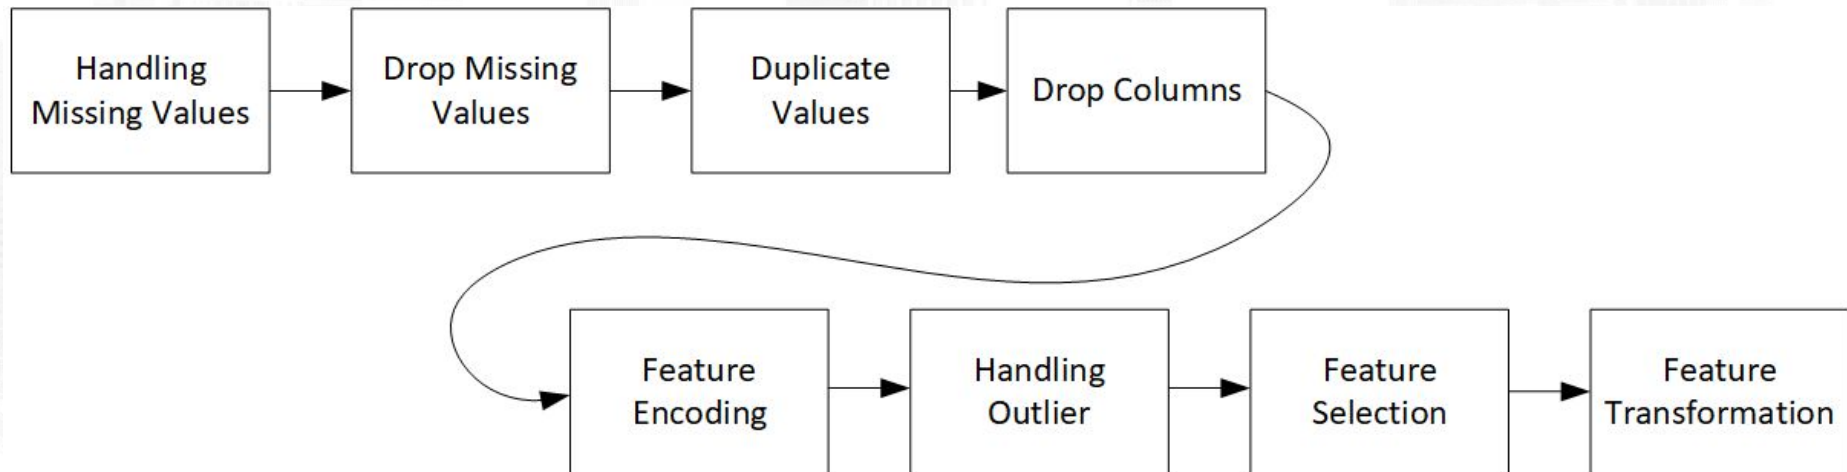 Handling
Missing Values
Drop Missing
Values
Duplicate
Values
Drop Columns
Feature
Encoding
Handling
Outlier
Feature
Selection
Feature
Transformation